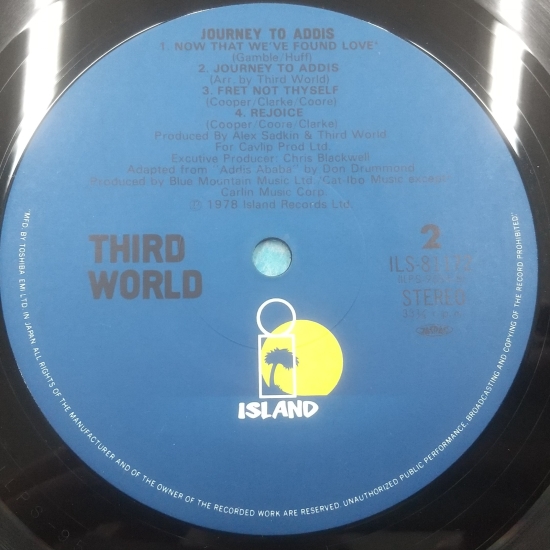 JOURNEY TO ADDIS
1. NOW THAT WE'VE FOUND LOVE*
(Gamble/Huff)
2. JOURNEY TO ADDIS
(Arr. by Third World)
3. FRET NOT THYSELF
(Cooper/Clarke/Coore)
4. REJOICE
(Cooper/Coore/Clarke)
Produced By Alex Sadkin & Third World
For Cavlip Prod Ltd.
Excutive Producer: Chris Blackwell
Adapted from "Addis Ababa" by Don Drummond
Produced by Blue Mountain Music Ltd./Cat-Ibo Music except
Carlin Music Corp.
Ⓟ 1978 Island Records Ltd.
THIRD
WORLD
2
STEREO
ISLAND
MFD. BY TOSHIBA EMI LTD. IN JAPAN ALL RIGHTS OF THE MANUFACTURER AND OF THE OWNER OF THE RECORDED WORK ARE RESERVED. UNAUTHORIZED PUBLIC PERFORMANCE, BROADCASTING AND COPYING OF THE RECORD PROHIBITED.